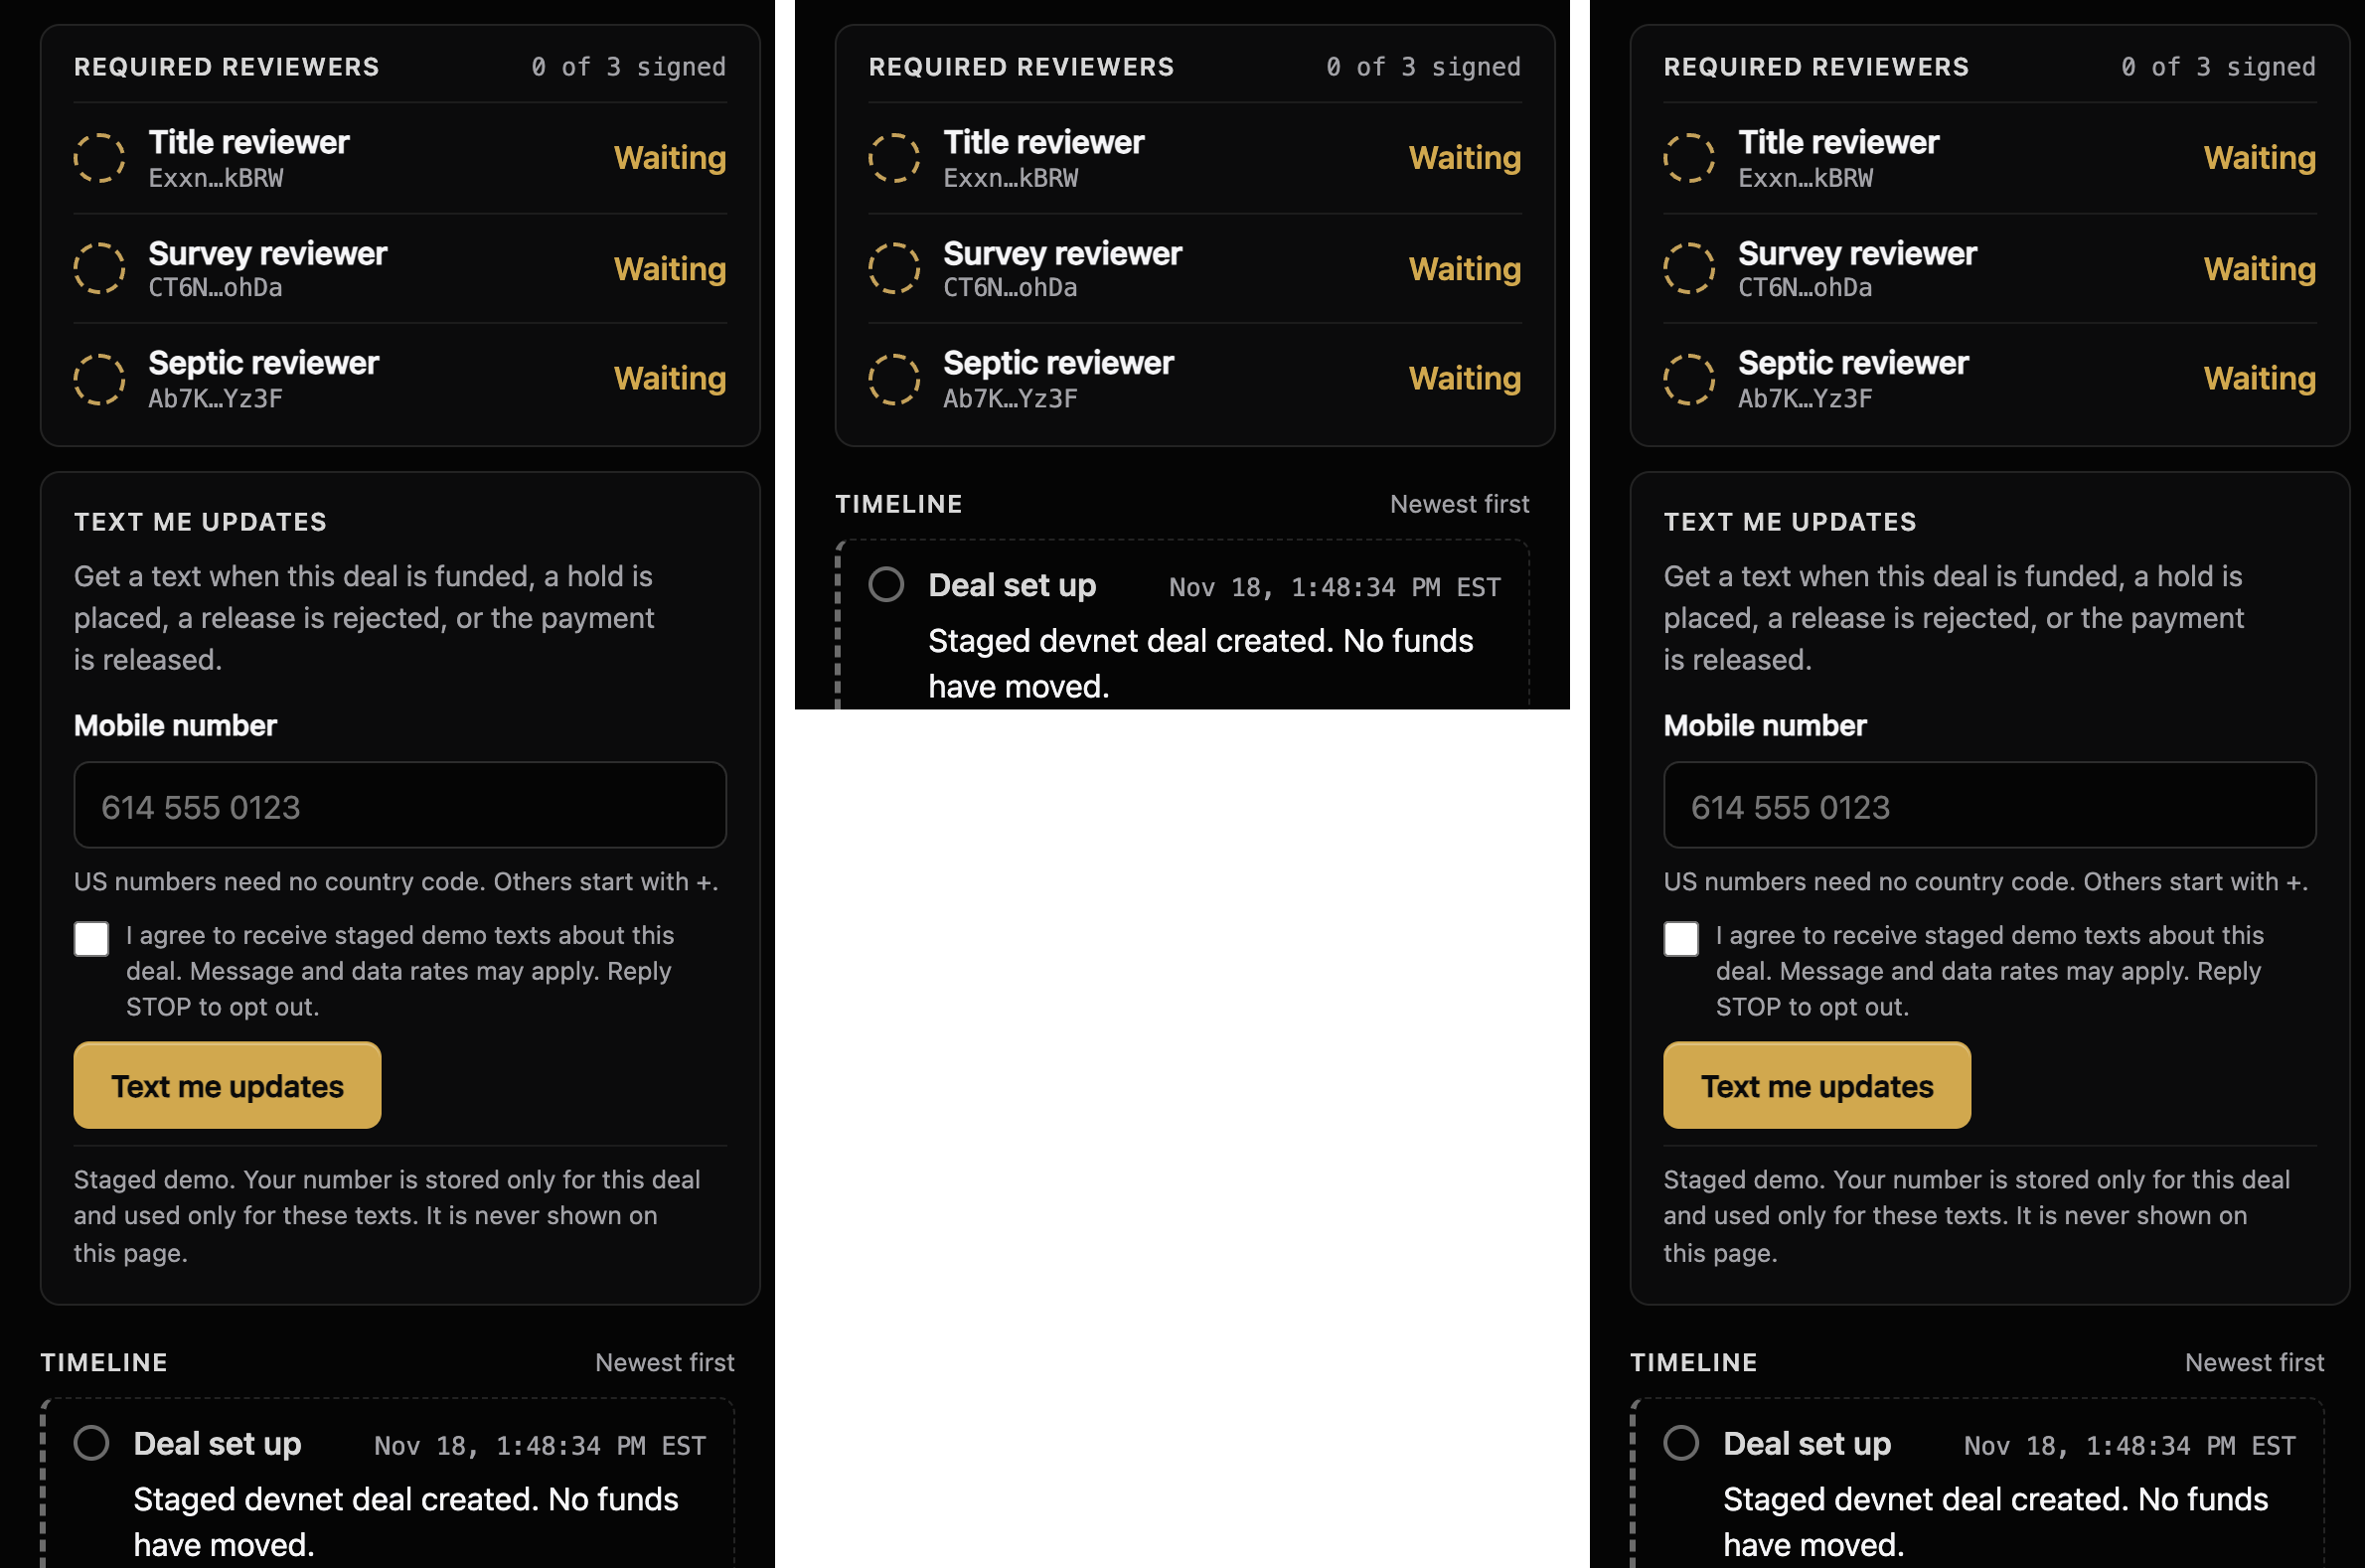 REQUIRED REVIEWERS
0 of 3 signed
Title reviewer
Exxn…kBRW
Waiting
Survey reviewer
CT6N…ohDa
Waiting
Septic reviewer
Ab7K…Yz3F
Waiting
TEXT ME UPDATES
Get a text when this deal is funded, a hold is
placed, a release is rejected, or the payment
is released.
Mobile number
614 555 0123
US numbers need no country code. Others start with +.
I agree to receive staged demo texts about this
deal. Message and data rates may apply. Reply
STOP to opt out.
Text me updates
Staged demo. Your number is stored only for this deal
and used only for these texts. It is never shown on
this page.
TIMELINE
Newest first
Deal set up
Nov 18, 1:48:34 PM EST
Staged devnet deal created. No funds
have moved.
REQUIRED REVIEWERS
0 of 3 signed
Title reviewer
Exxn…kBRW
Waiting
Survey reviewer
CT6N…ohDa
Waiting
Septic reviewer
Ab7K…Yz3F
Waiting
TIMELINE
Newest first
Deal set up
Nov 18, 1:48:34 PM EST
Staged devnet deal created. No funds
have moved.
REQUIRED REVIEWERS
0 of 3 signed
Title reviewer
Exxn…kBRW
Waiting
Survey reviewer
CT6N…ohDa
Waiting
Septic reviewer
Ab7K…Yz3F
Waiting
TEXT ME UPDATES
Get a text when this deal is funded, a hold is
placed, a release is rejected, or the payment
is released.
Mobile number
614 555 0123
US numbers need no country code. Others start with +.
I agree to receive staged demo texts about this
deal. Message and data rates may apply. Reply
STOP to opt out.
Text me updates
Staged demo. Your number is stored only for this deal
and used only for these texts. It is never shown on
this page.
TIMELINE
Newest first
Deal set up
Nov 18, 1:48:34 PM EST
Staged devnet deal created. No funds
have moved.